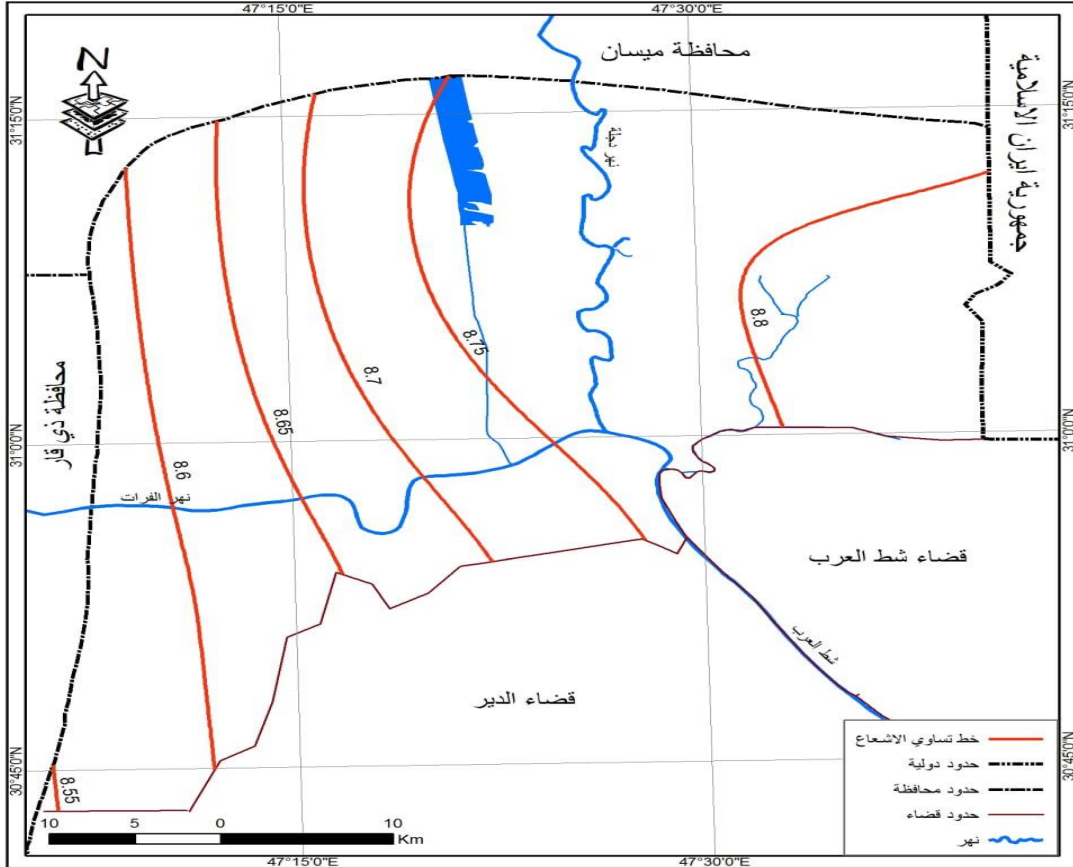 47°15'0"E
47°30'0"E
محافظة ميسان
N
جمهورية ايران الاسلامية
31°15'0"N
31°15'0"N
نهر دجلة
8.8
8.75
8.7
محافظة ذي قار
8.65
31°0'0"N
31°0'0"N
8.6
نهر الفرات
قضاء شط العرب
شط العرب
قضاء الدير
خط تساوي الاشعاع
حدود دولية
حدود محافظة
حدود قضاء
نهر
30°45'0"N
30°45'0"N
8.55
10 5 0 10
Km
47°15'0"E
47°30'0"E